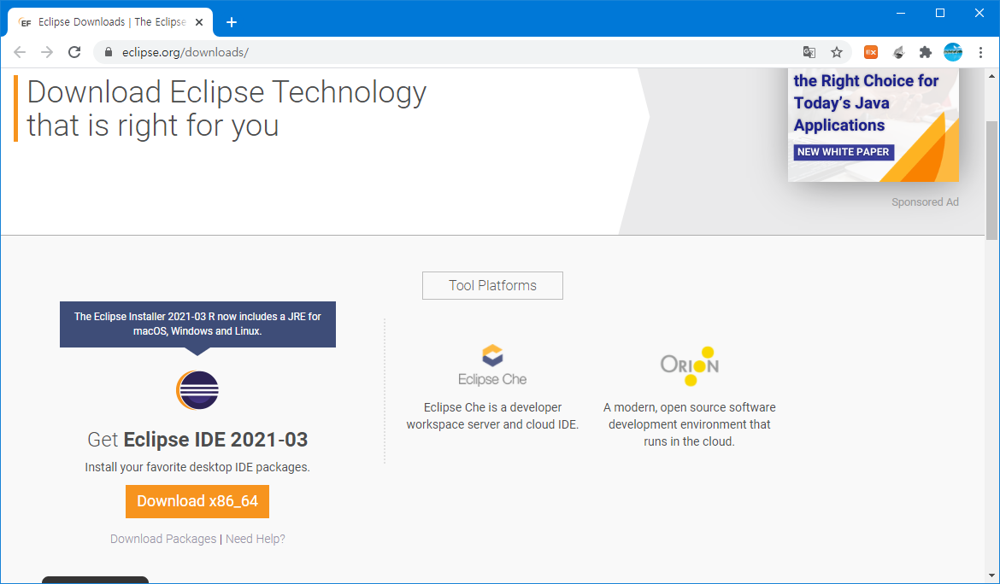 EF Eclipse Downloads | The Eclipse
eclipse.org/downloads/
EX
Download Eclipse Technology
that is right for you
the Right Choice for
Today’s Java
Applications
NEW WHITE PAPER
Sponsored Ad
Tool Platforms
The Eclipse Installer 2021-03 R now includes a JRE for
macOS, Windows and Linux.
Get Eclipse IDE 2021-03
Install your favorite desktop IDE packages.
Download x86_64
Download Packages | Need Help?
Eclipse Che
Eclipse Che is a developer
workspace server and cloud IDE.
ORION
A modern, open source software
development environment that
runs in the cloud.